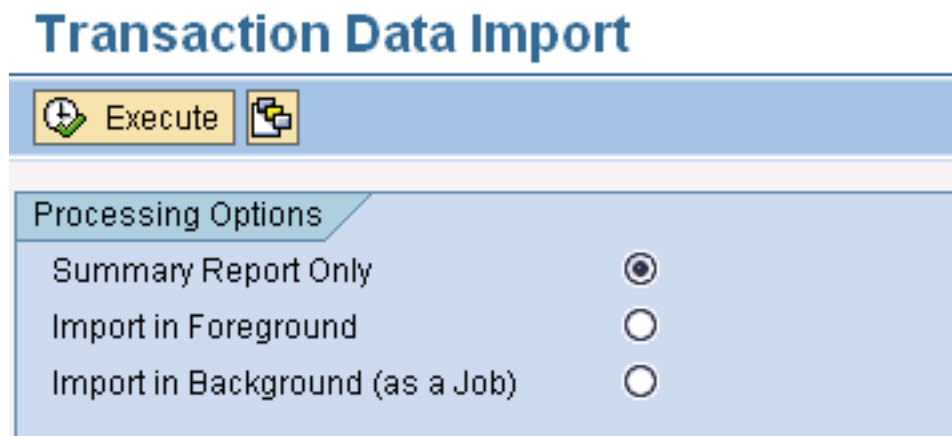 Transaction Data Import
Execute
Processing Options
Summary Report Only
Import in Foreground
Import in Background (as a Job)